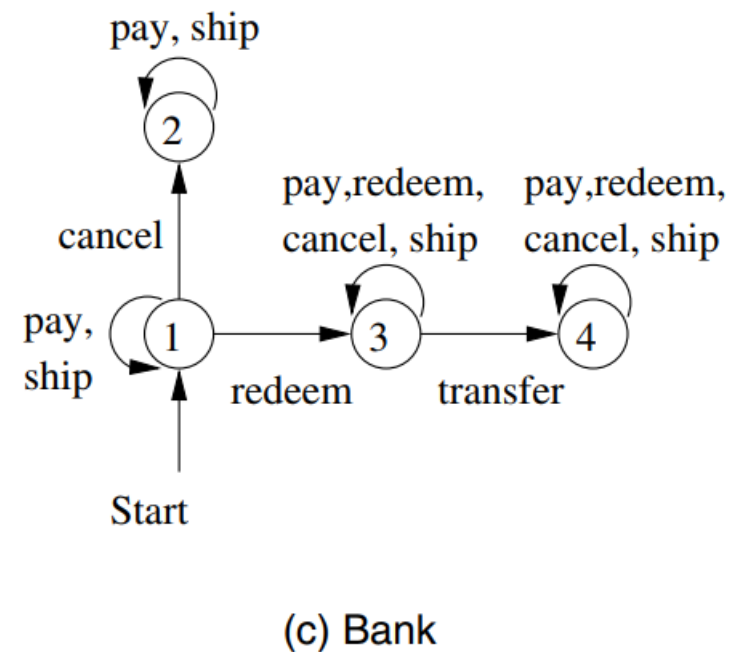 pay, ship
2
pay,redeem,
cancel, ship
pay,redeem,
cancel, ship
cancel
pay,
ship
1
3
4
redeem
transfer
Start
(c) Bank